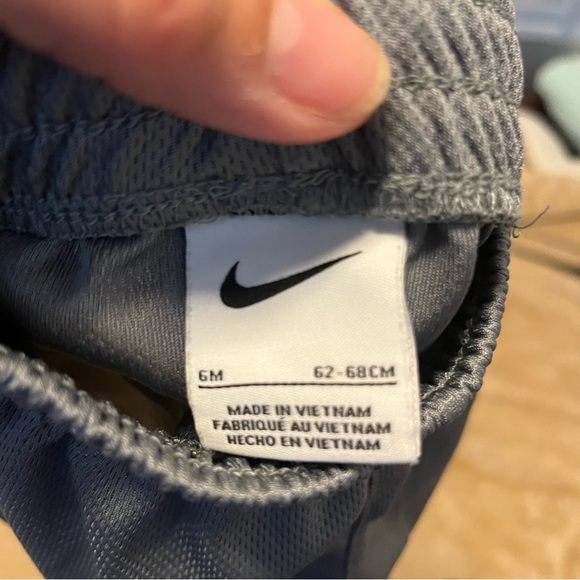 6M 62-68CM
MADE IN VIETNAM
FABRIQUÉ AU VIETNAM
HECHO EN VIETNAM